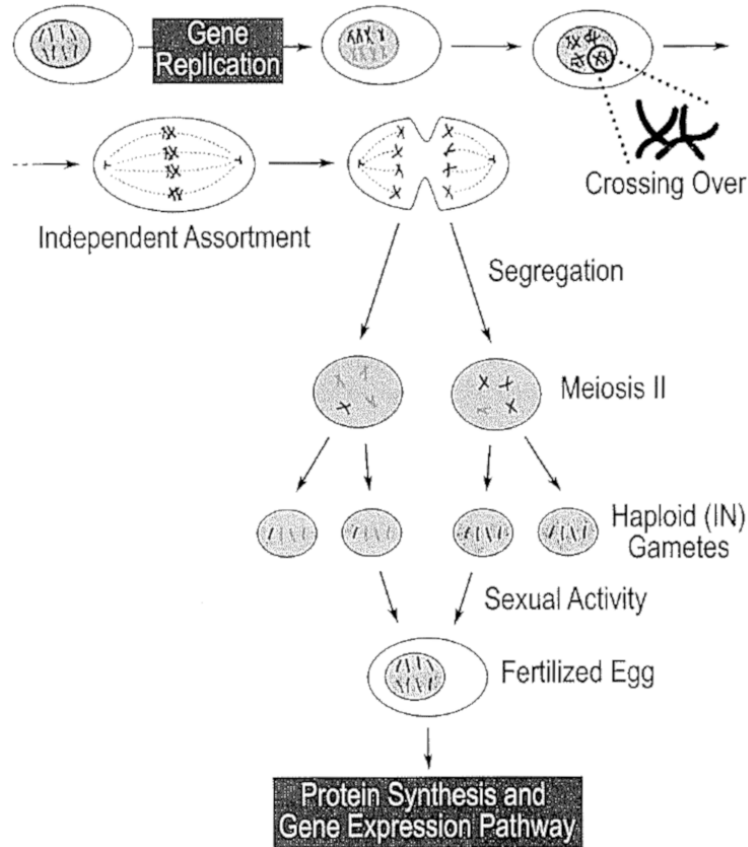 Gene
Replication
Crossing Over
Independent Assortment
Segregation
Meiosis II
Haploid (IN)
Gametes
Sexual Activity
Fertilized Egg
Protein Synthesis and
Gene Expression Pathway